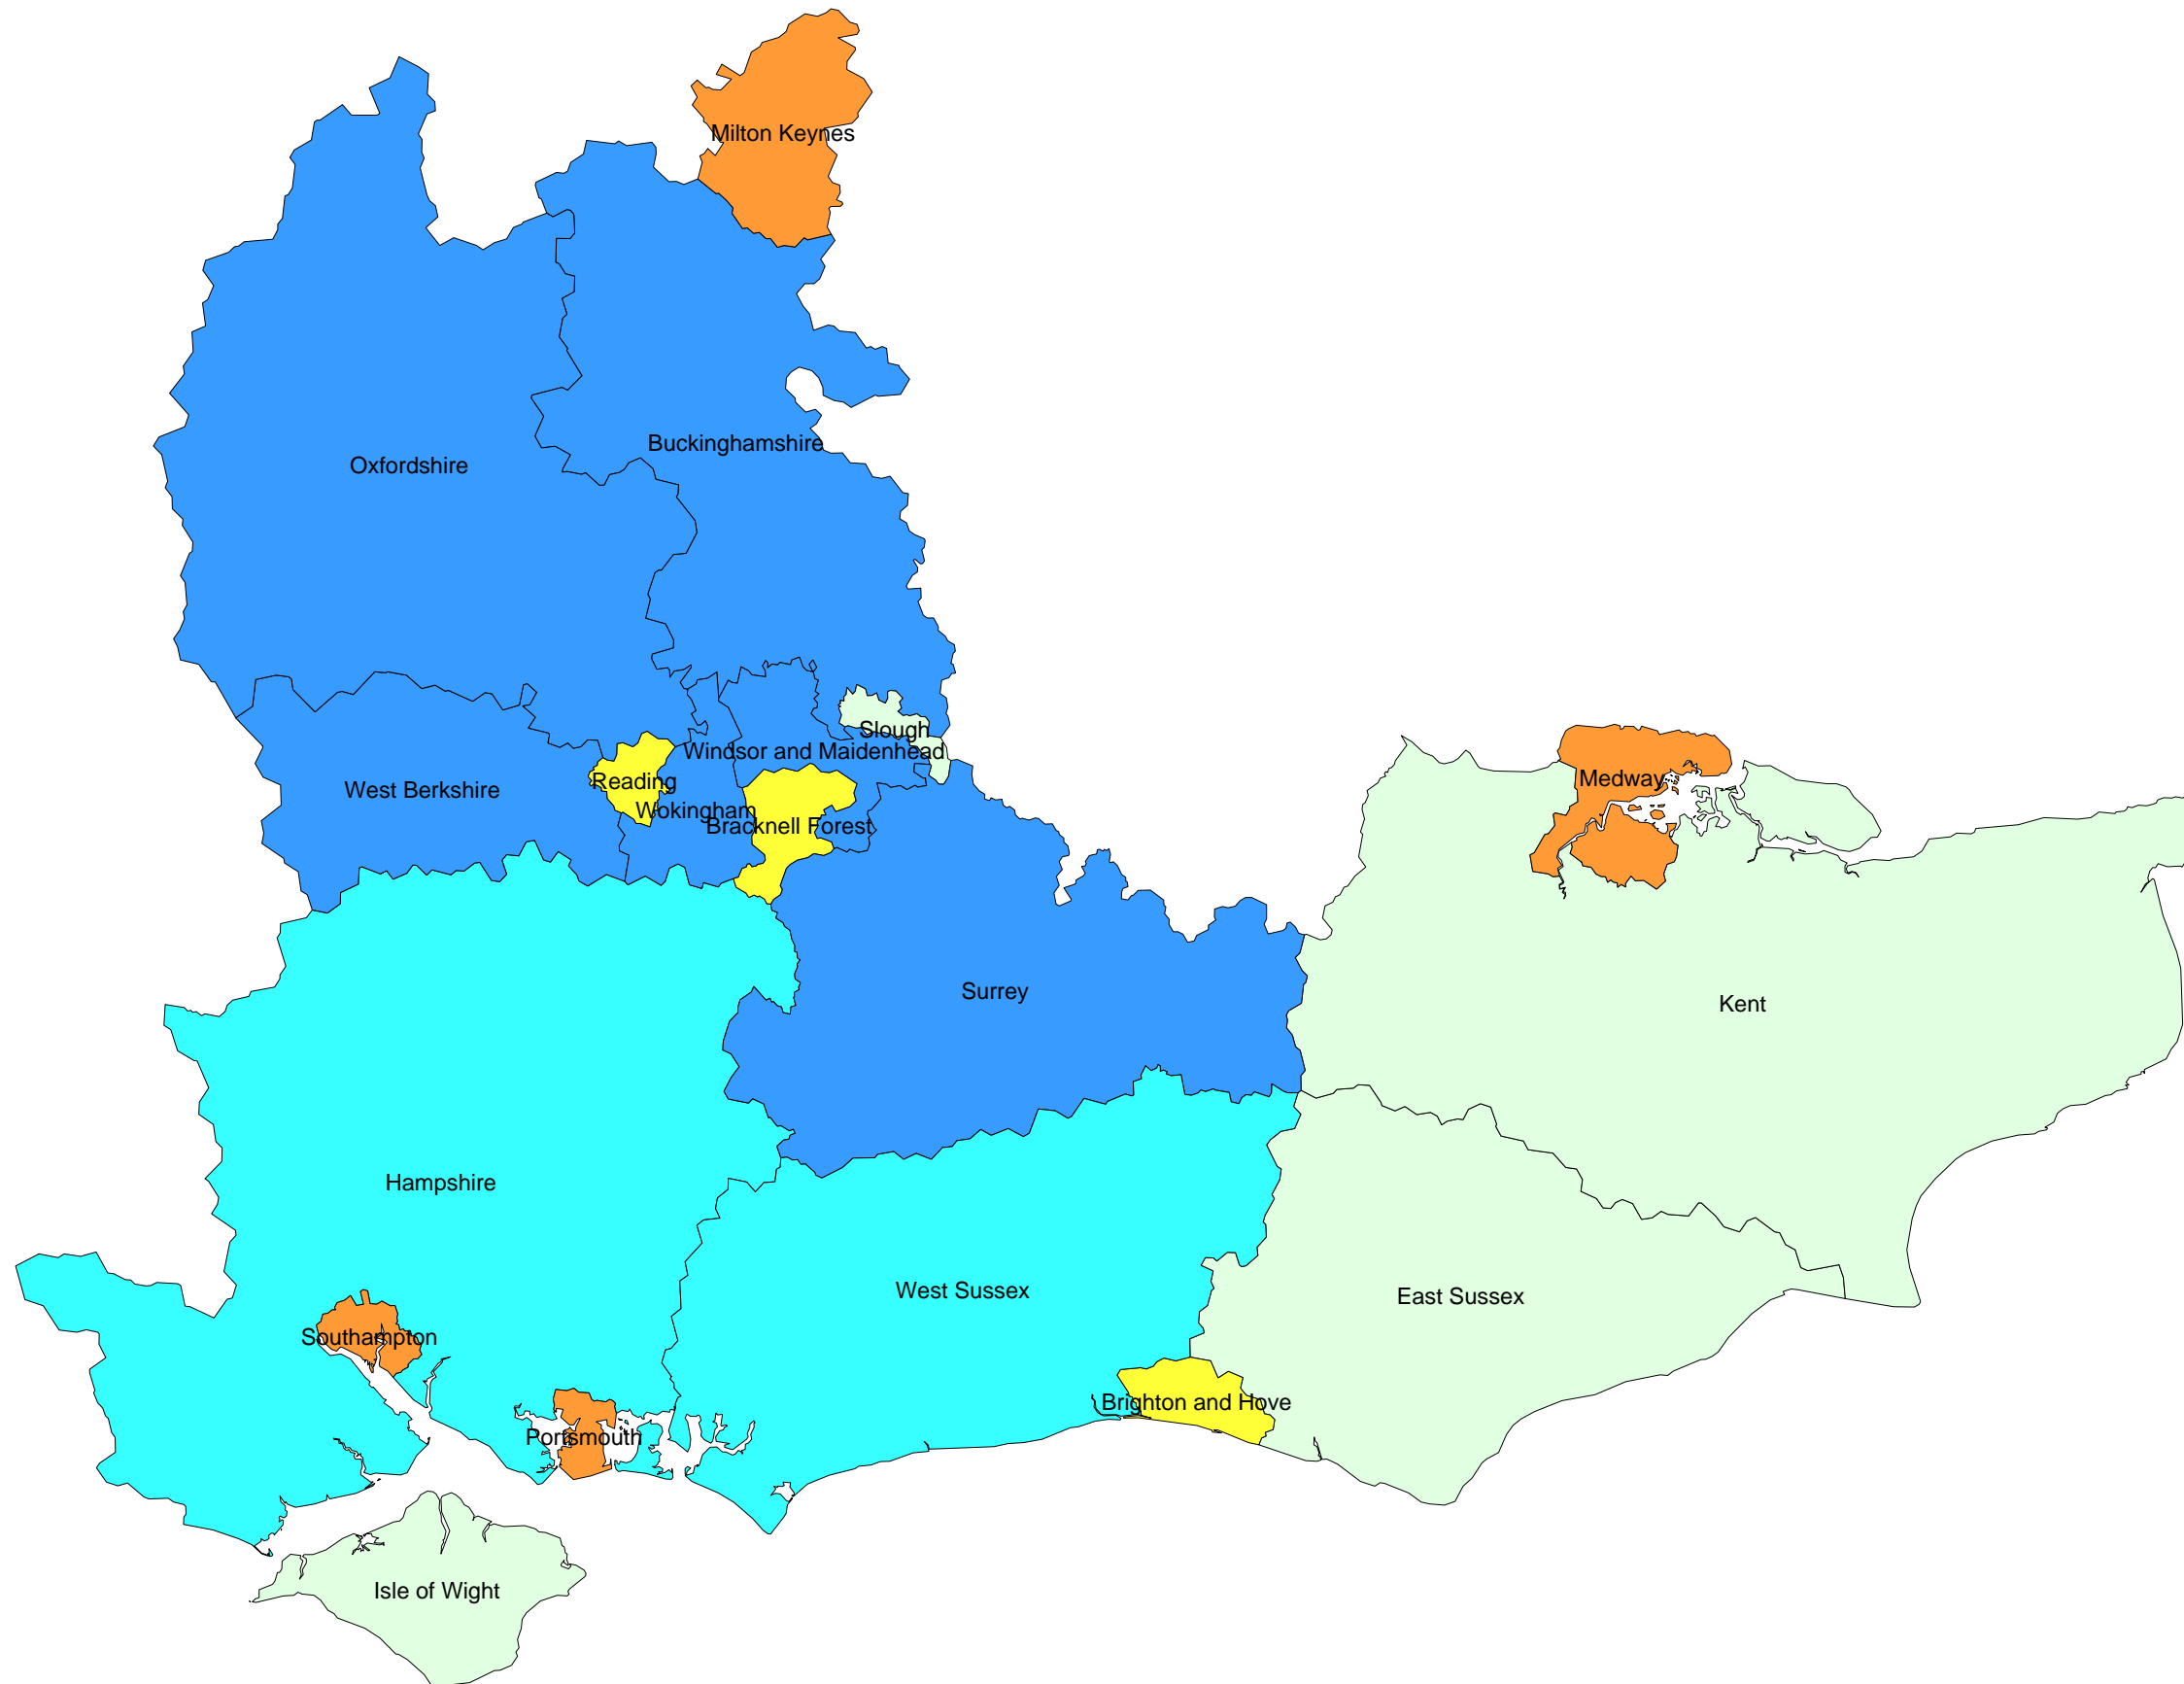 Milton Keynes
Buckinghamshire
Oxfordshire
Slough
Windsor and Maidenhead
Medway
Reading
West Berkshire
Wokingham
Bracknell Forest
Surrey
Kent
Hampshire
West Sussex
East Sussex
Southampton
Brighton and Hove
Portsmouth
Isle of Wight